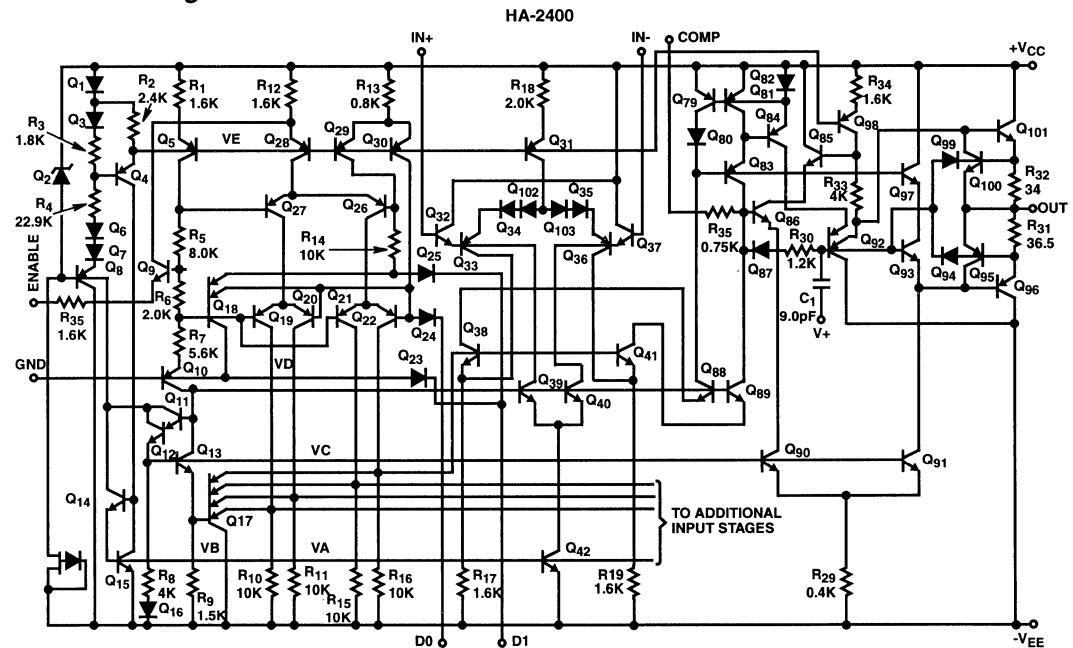 HA-2400
IN+
IN-
COMP
+VCC
Q1
R2
2.4K
R1
1.6K
R12
1.6K
R13
0.8K
R18
2.0K
Q79
Q82
Q81
R34
1.6K
Q3
R3
1.8K
Q2
Q4
Q5
VE
Q28
Q29
Q30
Q31
Q80
Q84
Q85
Q98
Q83
Q99
Q101
Q100
R4
22.9K
Q6
Q7
Q8
Q27
Q26
Q32
Q102
Q35
Q34
Q103
Q33
Q36
Q37
R33
4K
Q97
R32
34
OUT
R31
36.5
R5
8.0K
R14
10K
Q25
R35
0.75K
Q86
Q87
R30
1.2K
Q92
Q93
Q94
Q95
Q96
ENABLE
Q9
R6
2.0K
R35
1.6K
Q18
Q19
Q20
Q21
Q22
Q24
C1
9.0pF
V+
R7
5.6K
VD
Q23
Q38
Q41
GND
Q10
Q39
Q40
Q88
Q89
Q11
Q12
Q13
VC
Q90
Q91
Q14
Q17
TO ADDITIONAL
INPUT STAGES
VB
VA
Q42
Q15
R8
4K
Q16
R9
1.5K
R10
10K
R11
10K
R15
10K
R16
10K
R17
1.6K
R19
1.6K
R29
0.4K
D0
D1
-VEE